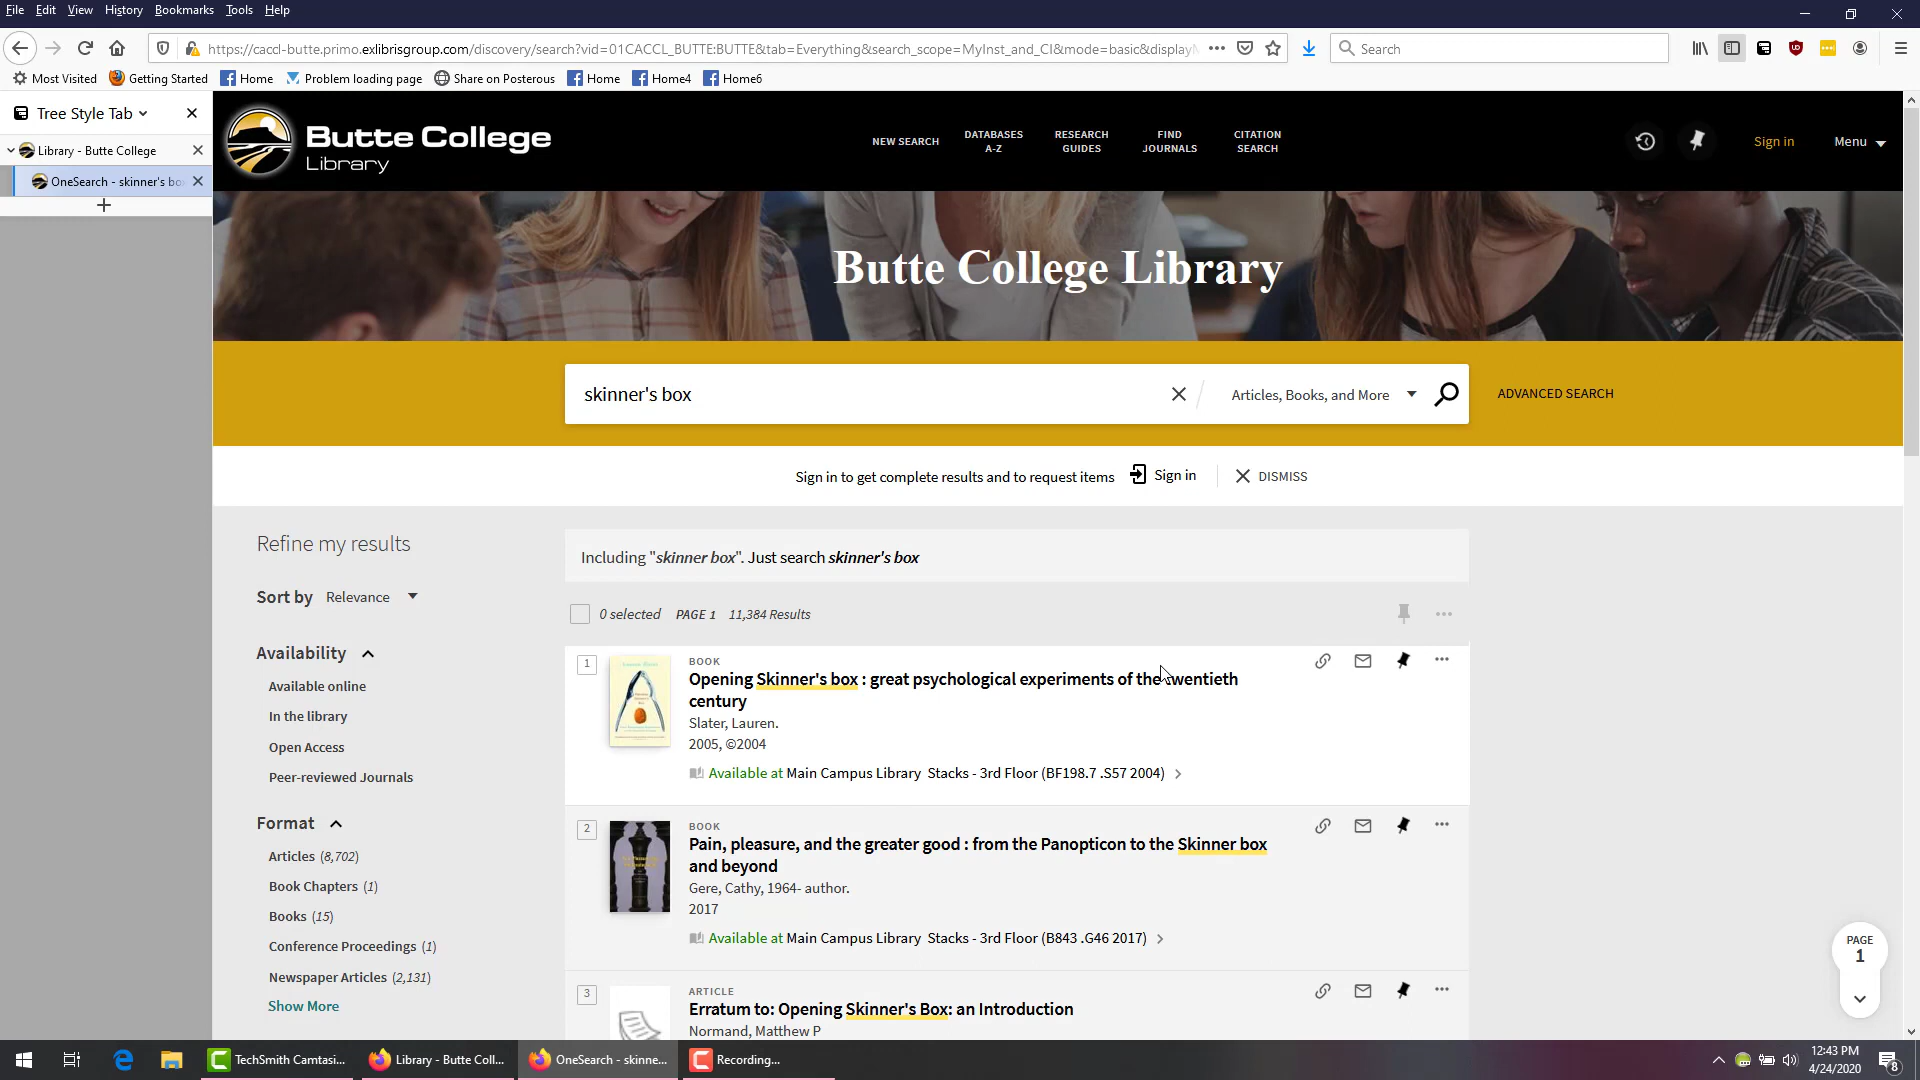 File Edit View History Bookmarks Tools Help
https://caccl-butte.primo.exlibrisgroup.com/discovery/search?vid=01CACCL_BUTTE:BUTTE&tab=Everything&search_scope=MyInst_and_CI&mode=basic&displayM
Search
Most Visited Getting Started Home Problem loading page Share on Posterous Home Home4 Home6
Tree Style Tab
Library - Butte College
OneSearch - skinner's bo
Butte College
Library
NEW SEARCH
DATABASES
A-Z
RESEARCH
GUIDES
FIND
JOURNALS
CITATION
SEARCH
Sign in
Menu
Butte College Library
skinner's box
Articles, Books, and More
ADVANCED SEARCH
Sign in to get complete results and to request items Sign in DISMISS
Refine my results
Sort by Relevance
Availability
Available online
In the library
Open Access
Peer-reviewed Journals
Format
Articles (8,702)
Book Chapters (1)
Books (15)
Conference Proceedings (1)
Newspaper Articles (2,131)
Show More
Including "skinner box". Just search skinner's box
0 selected PAGE 1 11,384 Results
1
BOOK
Opening Skinner's box : great psychological experiments of the twentieth
century
Slater, Lauren.
2005, ©2004
Available at Main Campus Library Stacks - 3rd Floor (BF198.7 .S57 2004)
2
BOOK
Pain, pleasure, and the greater good : from the Panopticon to the Skinner box
and beyond
Gere, Cathy, 1964- author.
2017
Available at Main Campus Library Stacks - 3rd Floor (B843 .G46 2017)
3
ARTICLE
Erratum to: Opening Skinner's Box: an Introduction
Normand, Matthew P
PAGE
1
TechSmith Camtasi... Library - Butte Coll... OneSearch - skinne... Recording...
12:43 PM
4/24/2020
8